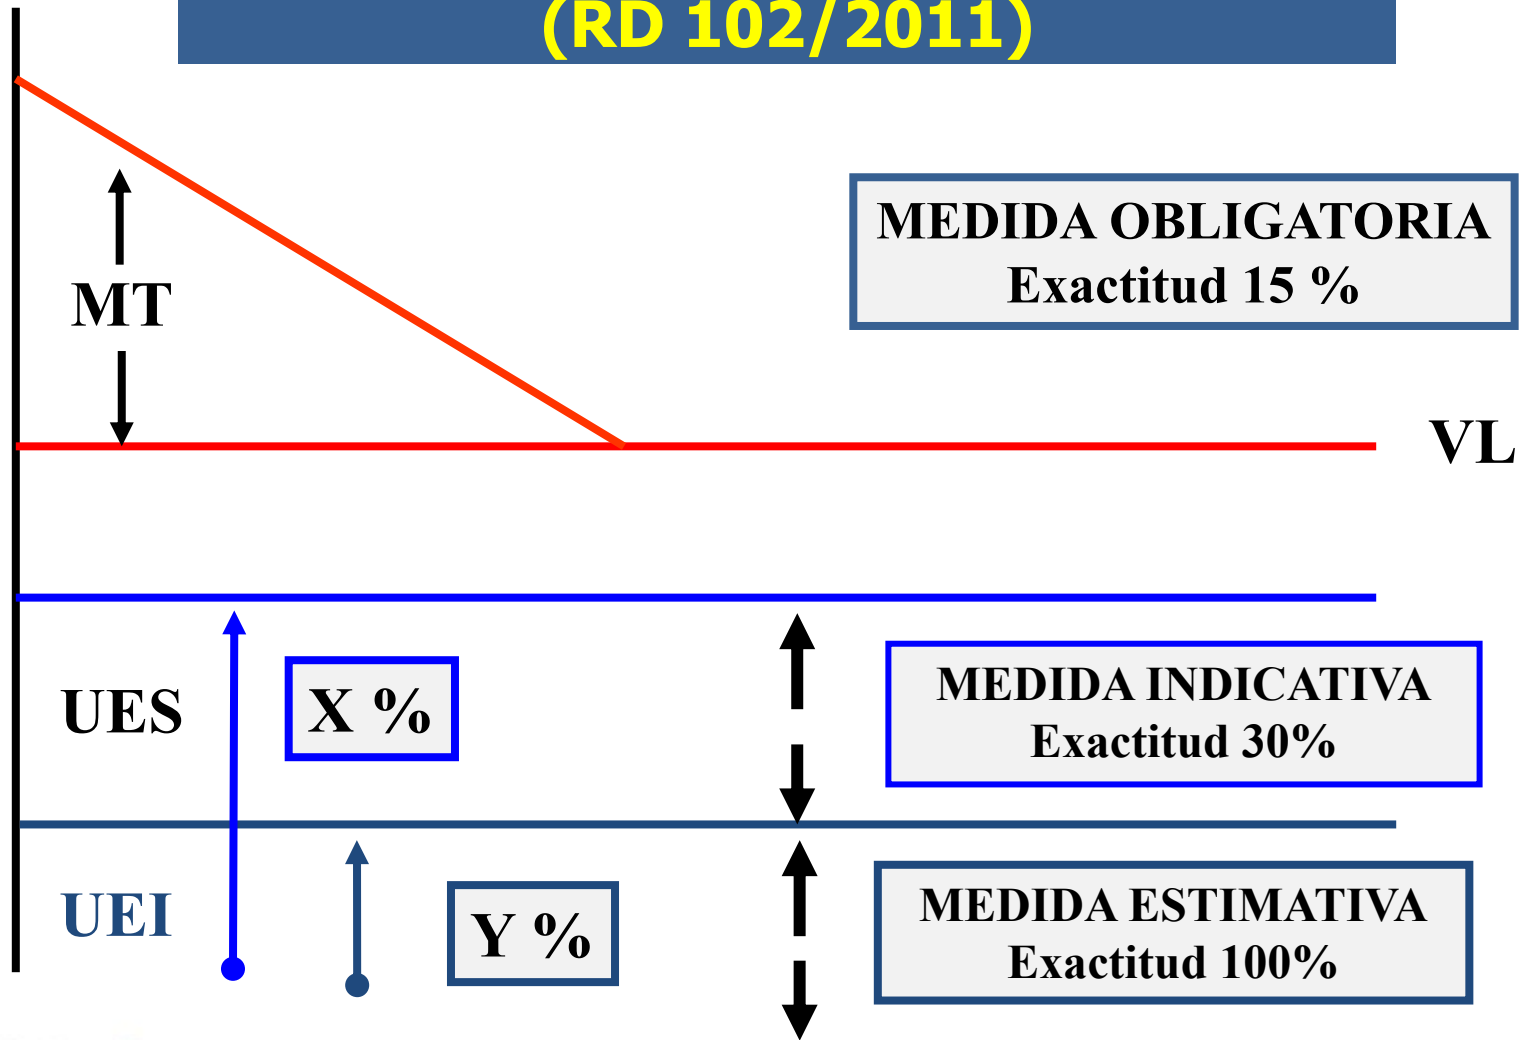 (RD 102/2011)
MT
MEDIDA OBLIGATORIA
Exactitud 15 %
VL
UES
X %
MEDIDA INDICATIVA
Exactitud 30%
UEI
Y %
MEDIDA ESTIMATIVA
Exactitud 100%